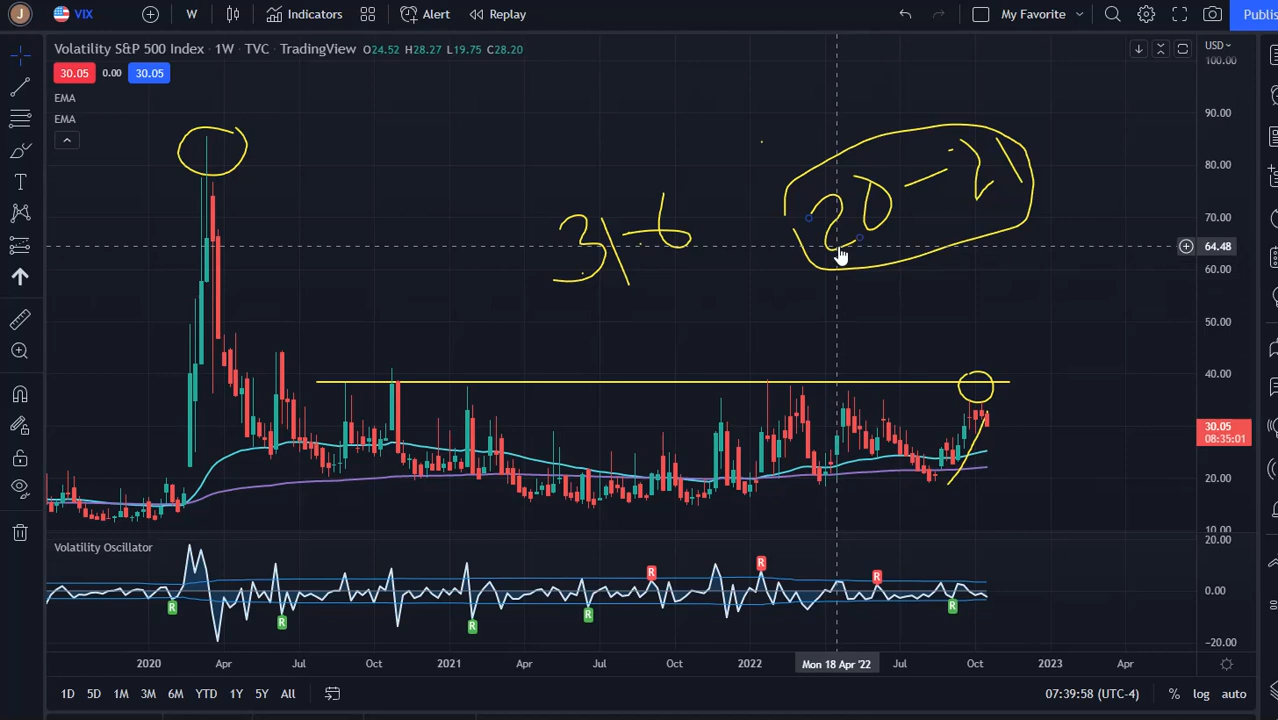 J VIX W Indicators Alert Replay My Favorite Publis
Volatility S&P 500 Index · 1W · TVC · TradingView O24.52 H28.27 L19.75 C28.20
USD
30.05 0.00 30.05
EMA
EMA
100.00
90.00
80.00
70.00
64.48
60.00
50.00
40.00
30.05
08:35:01
20.00
10.00
Volatility Oscillator
20.00
0.00
−20.00
R R R
R R R R R
2020 Apr Jul Oct 2021 Apr Jul Oct 2022 Mon 18 Apr '22 Jul Oct 2023 Apr
1D 5D 1M 3M 6M YTD 1Y 5Y All 07:39:58 (UTC-4) % log auto